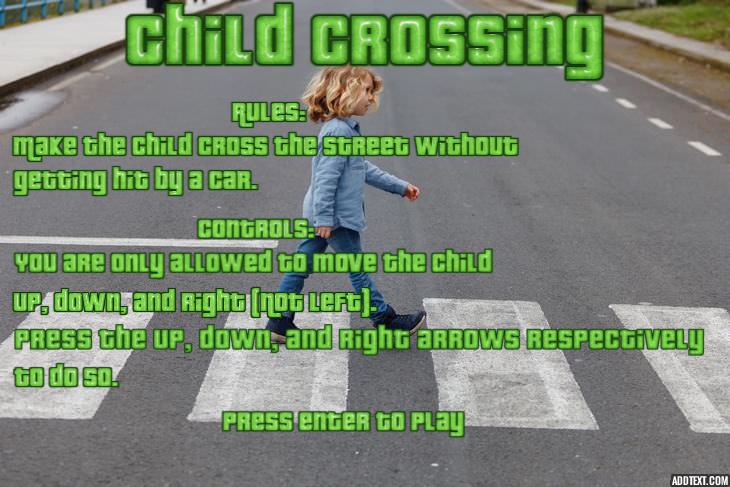 Child Crossing
Rules:
Make the child cross the street without
getting hit by a car.
Controls:
You are only allowed to move the child
up, down, and right (not left).
Press the up, down, and right arrows respectively
to do so.
Press enter to play
ADDTEXT.COM